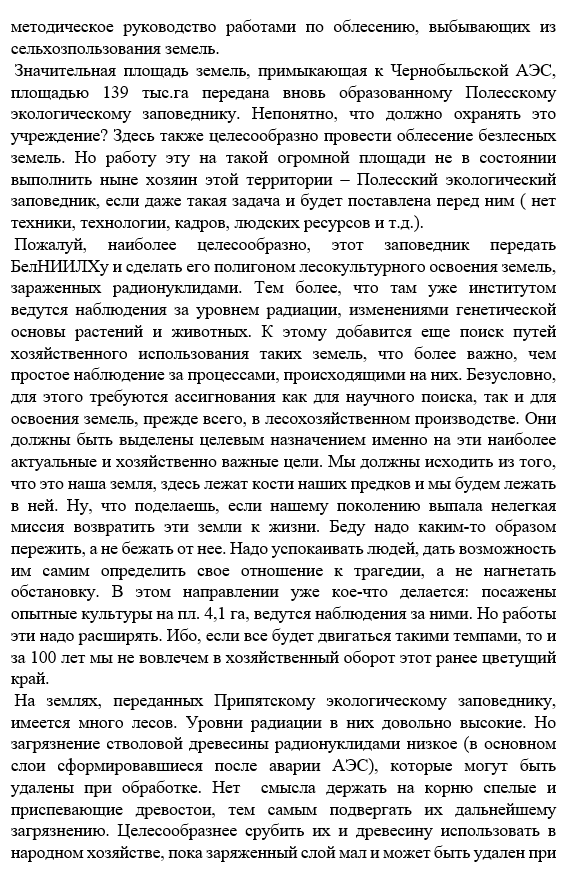 методическое руководство работами по облесению, выбывающих из
сельхозпользования земель.
Значительная площадь земель, примыкающая к Чернобыльской АЭС,
площадью 139 тыс.га передана вновь образованному Полесскому
экологическому заповеднику. Непонятно, что должно охранять это
учреждение? Здесь также целесообразно провести облесение безлесных
земель. Но работу эту на такой огромной площади не в состоянии
выполнить ныне хозяин этой территории – Полесский экологический
заповедник, если даже такая задача и будет поставлена перед ним ( нет
техники, технологии, кадров, людских ресурсов и т.д.).
Пожалуй, наиболее целесообразно, этот заповедник передать
БелНИИЛХу и сделать его полигоном лесокультурного освоения земель,
зараженных радионуклидами. Тем более, что там уже институтом
ведутся наблюдения за уровнем радиации, изменениями генетической
основы растений и животных. К этому добавится еще поиск путей
хозяйственного использования таких земель, что более важно, чем
простое наблюдение за процессами, происходящими на них. Безусловно,
для этого требуются ассигнования как для научного поиска, так и для
освоения земель, прежде всего, в лесохозяйственном производстве. Они
должны быть выделены целевым назначением именно на эти наиболее
актуальные и хозяйственно важные цели. Мы должны исходить из того,
что это наша земля, здесь лежат кости наших предков и мы будем лежать
в ней. Ну, что поделаешь, если нашему поколению выпала нелегкая
миссия возвратить эти земли к жизни. Беду надо каким-то образом
пережить, а не бежать от нее. Надо успокаивать людей, дать возможность
им самим определить свое отношение к трагедии, а не нагнетать
обстановку. В этом направлении уже кое-что делается: посажены
опытные культуры на пл. 4,1 га, ведутся наблюдения за ними. Но работы
эти надо расширять. Ибо, если все будет двигаться такими темпами, то и
за 100 лет мы не вовлечем в хозяйственный оборот этот ранее цветущий
край.
На землях, переданных Припятскому экологическому заповеднику,
имеется много лесов. Уровни радиации в них довольно высокие. Но
загрязнение стволовой древесины радионуклидами низкое (в основном
слои сформировавшиеся после аварии АЭС), которые могут быть
удалены при обработке. Нет смысла держать на корню спелые и
приспевающие древостои, тем самым подвергать их дальнейшему
загрязнению. Целесообразнее срубить их и древесину использовать в
народном хозяйстве, пока заряженный слой мал и может быть удален при